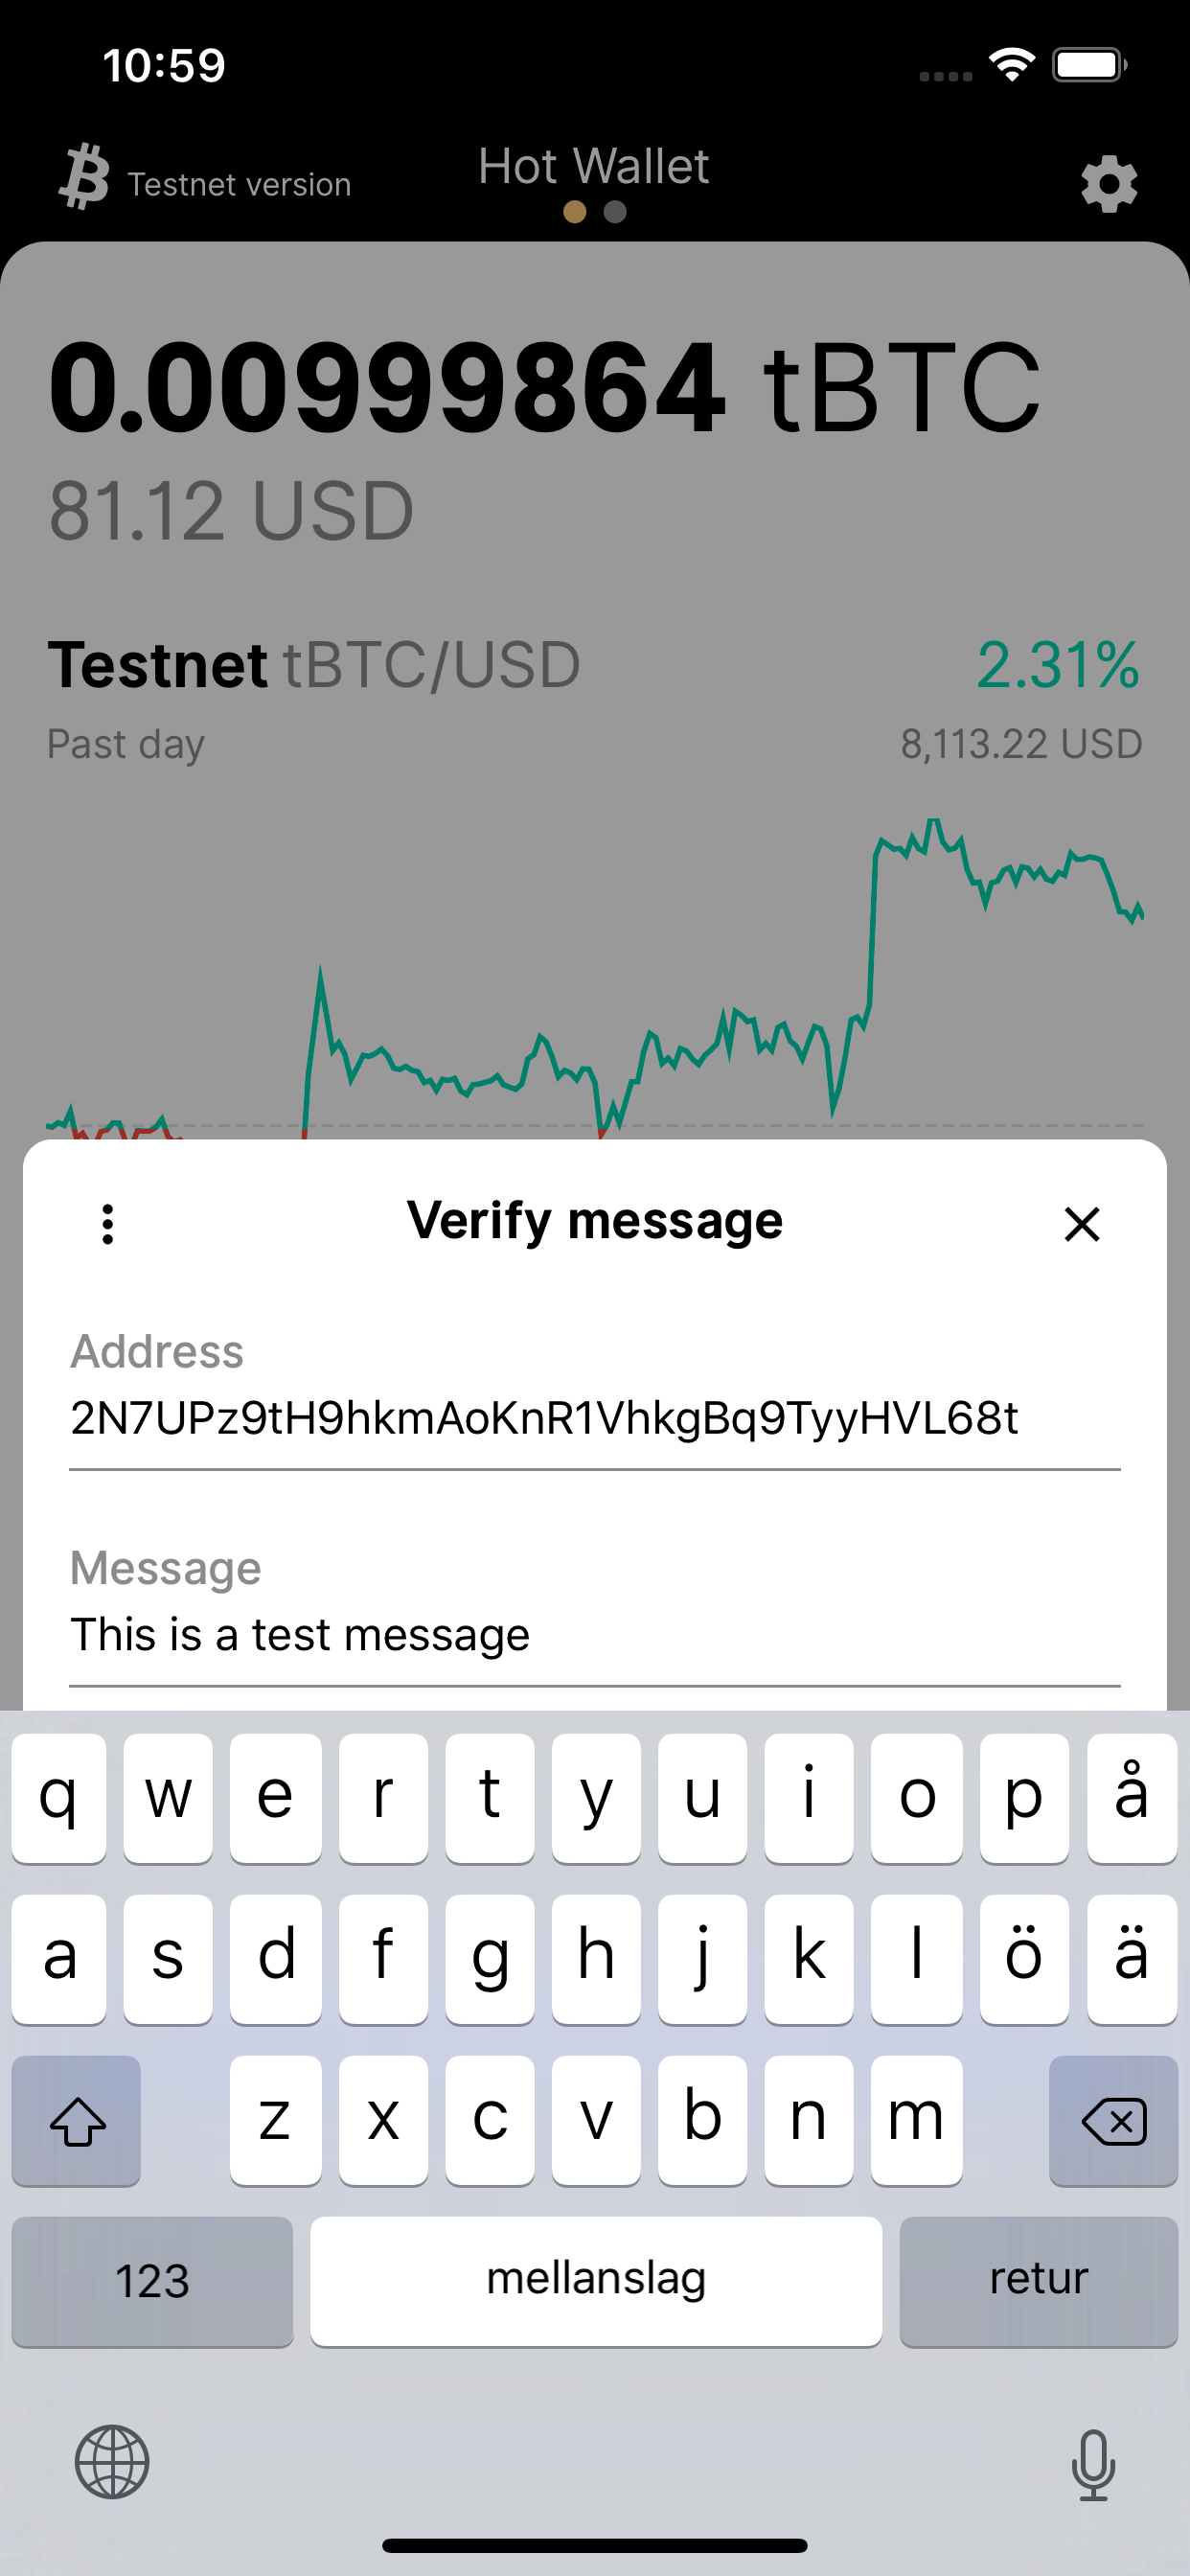 10:59
Testnet version
Hot Wallet
0.00999864 tBTC
81.12 USD
Testnet tBTC/USD 2.31%
Past day 8,113.22 USD
Verify message
Address
2N7UPz9tH9hkmAoKnR1VhkgBq9TyyHVL68t
Message
This is a test message
q w e r t y u i o p å
a s d f g h j k l ö ä
z x c v b n m
123 mellanslag retur